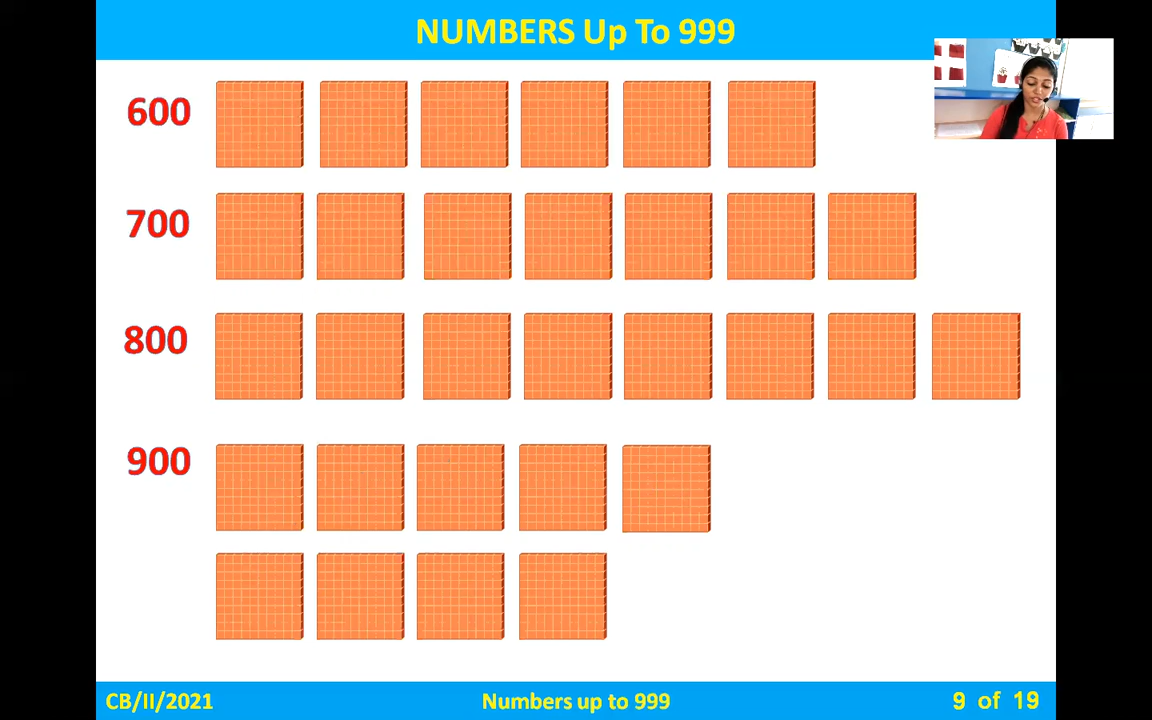 NUMBERS Up To 999
600
700
800
900
CB/II/2021
Numbers up to 999
9 of 19